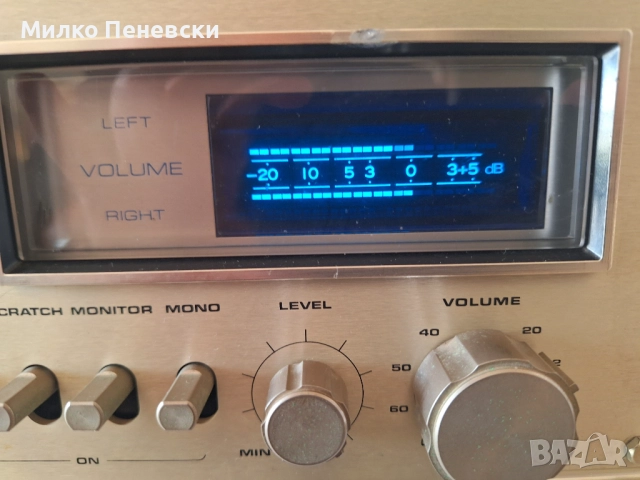 Милко Пеневски
LEFT
VOLUME
RIGHT
-20 10 5 3 0 3+5 dB
SCRATCH MONITOR MONO
LEVEL
VOLUME
40 20
50 12
60
MIN
ON
BAZAR